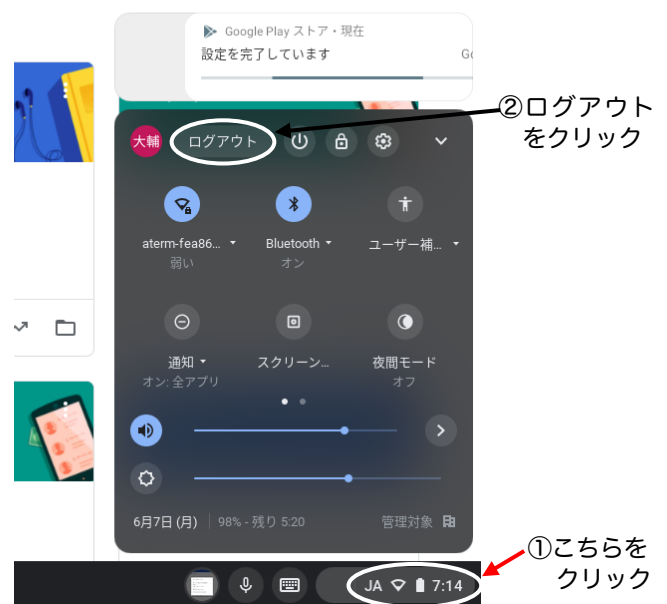 Google Play ストア・現在
設定を完了しています
Go
②ログアウト
をクリック
大輔
ログアウト
aterm-fea86...
弱い
Bluetooth
オン
ユーザー補...
通知
オン: 全アプリ
スクリーン...
夜間モード
オフ
6月7日 (月)
98% - 残り 5:20
管理対象
①こちらを
クリック
JA
7:14